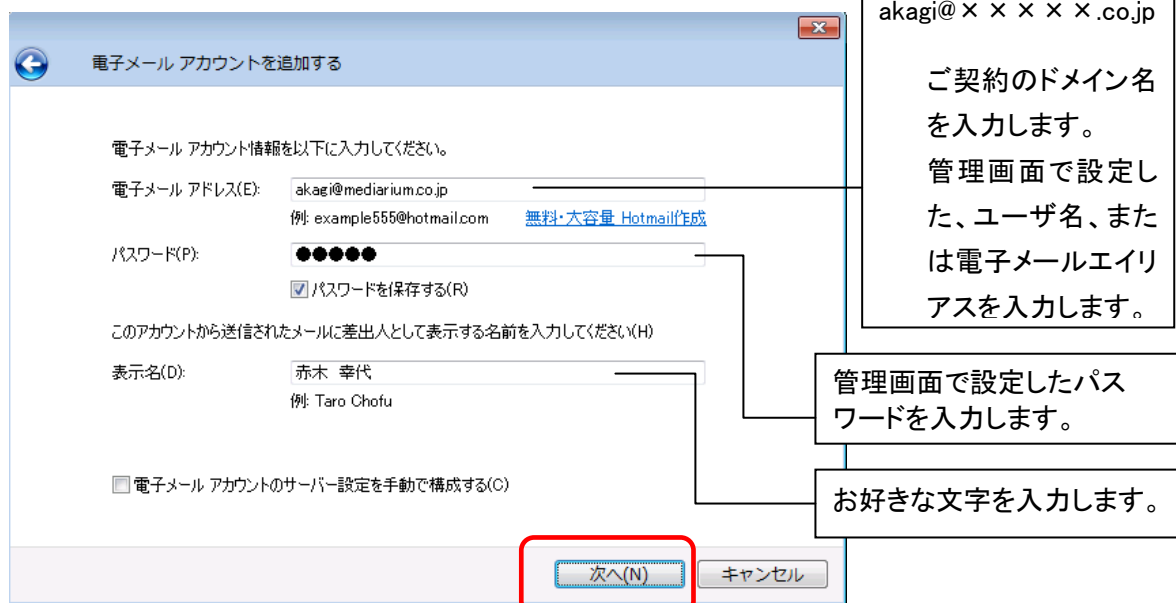 電子メール アカウントを追加する
電子メール アカウント情報を以下に入力してください。
電子メール アドレス(E):
akagi@mediarium.co.jp
例: example555@hotmail.com
無料・大容量 Hotmail作成
パスワード(P):
●●●●●
パスワードを保存する(R)
このアカウントから送信されたメールに差出人として表示する名前を入力してください(H)
表示名(D):
赤木 幸代
例: Taro Chofu
電子メール アカウントのサーバー設定を手動で構成する(C)
次へ(N)
キャンセル
akagi@×××××.co.jp
ご契約のドメイン名
を入力します。
管理画面で設定し
た、ユーザ名、また
は電子メールエイリ
アスを入力します。
管理画面で設定したパス
ワードを入力します。
お好きな文字を入力します。